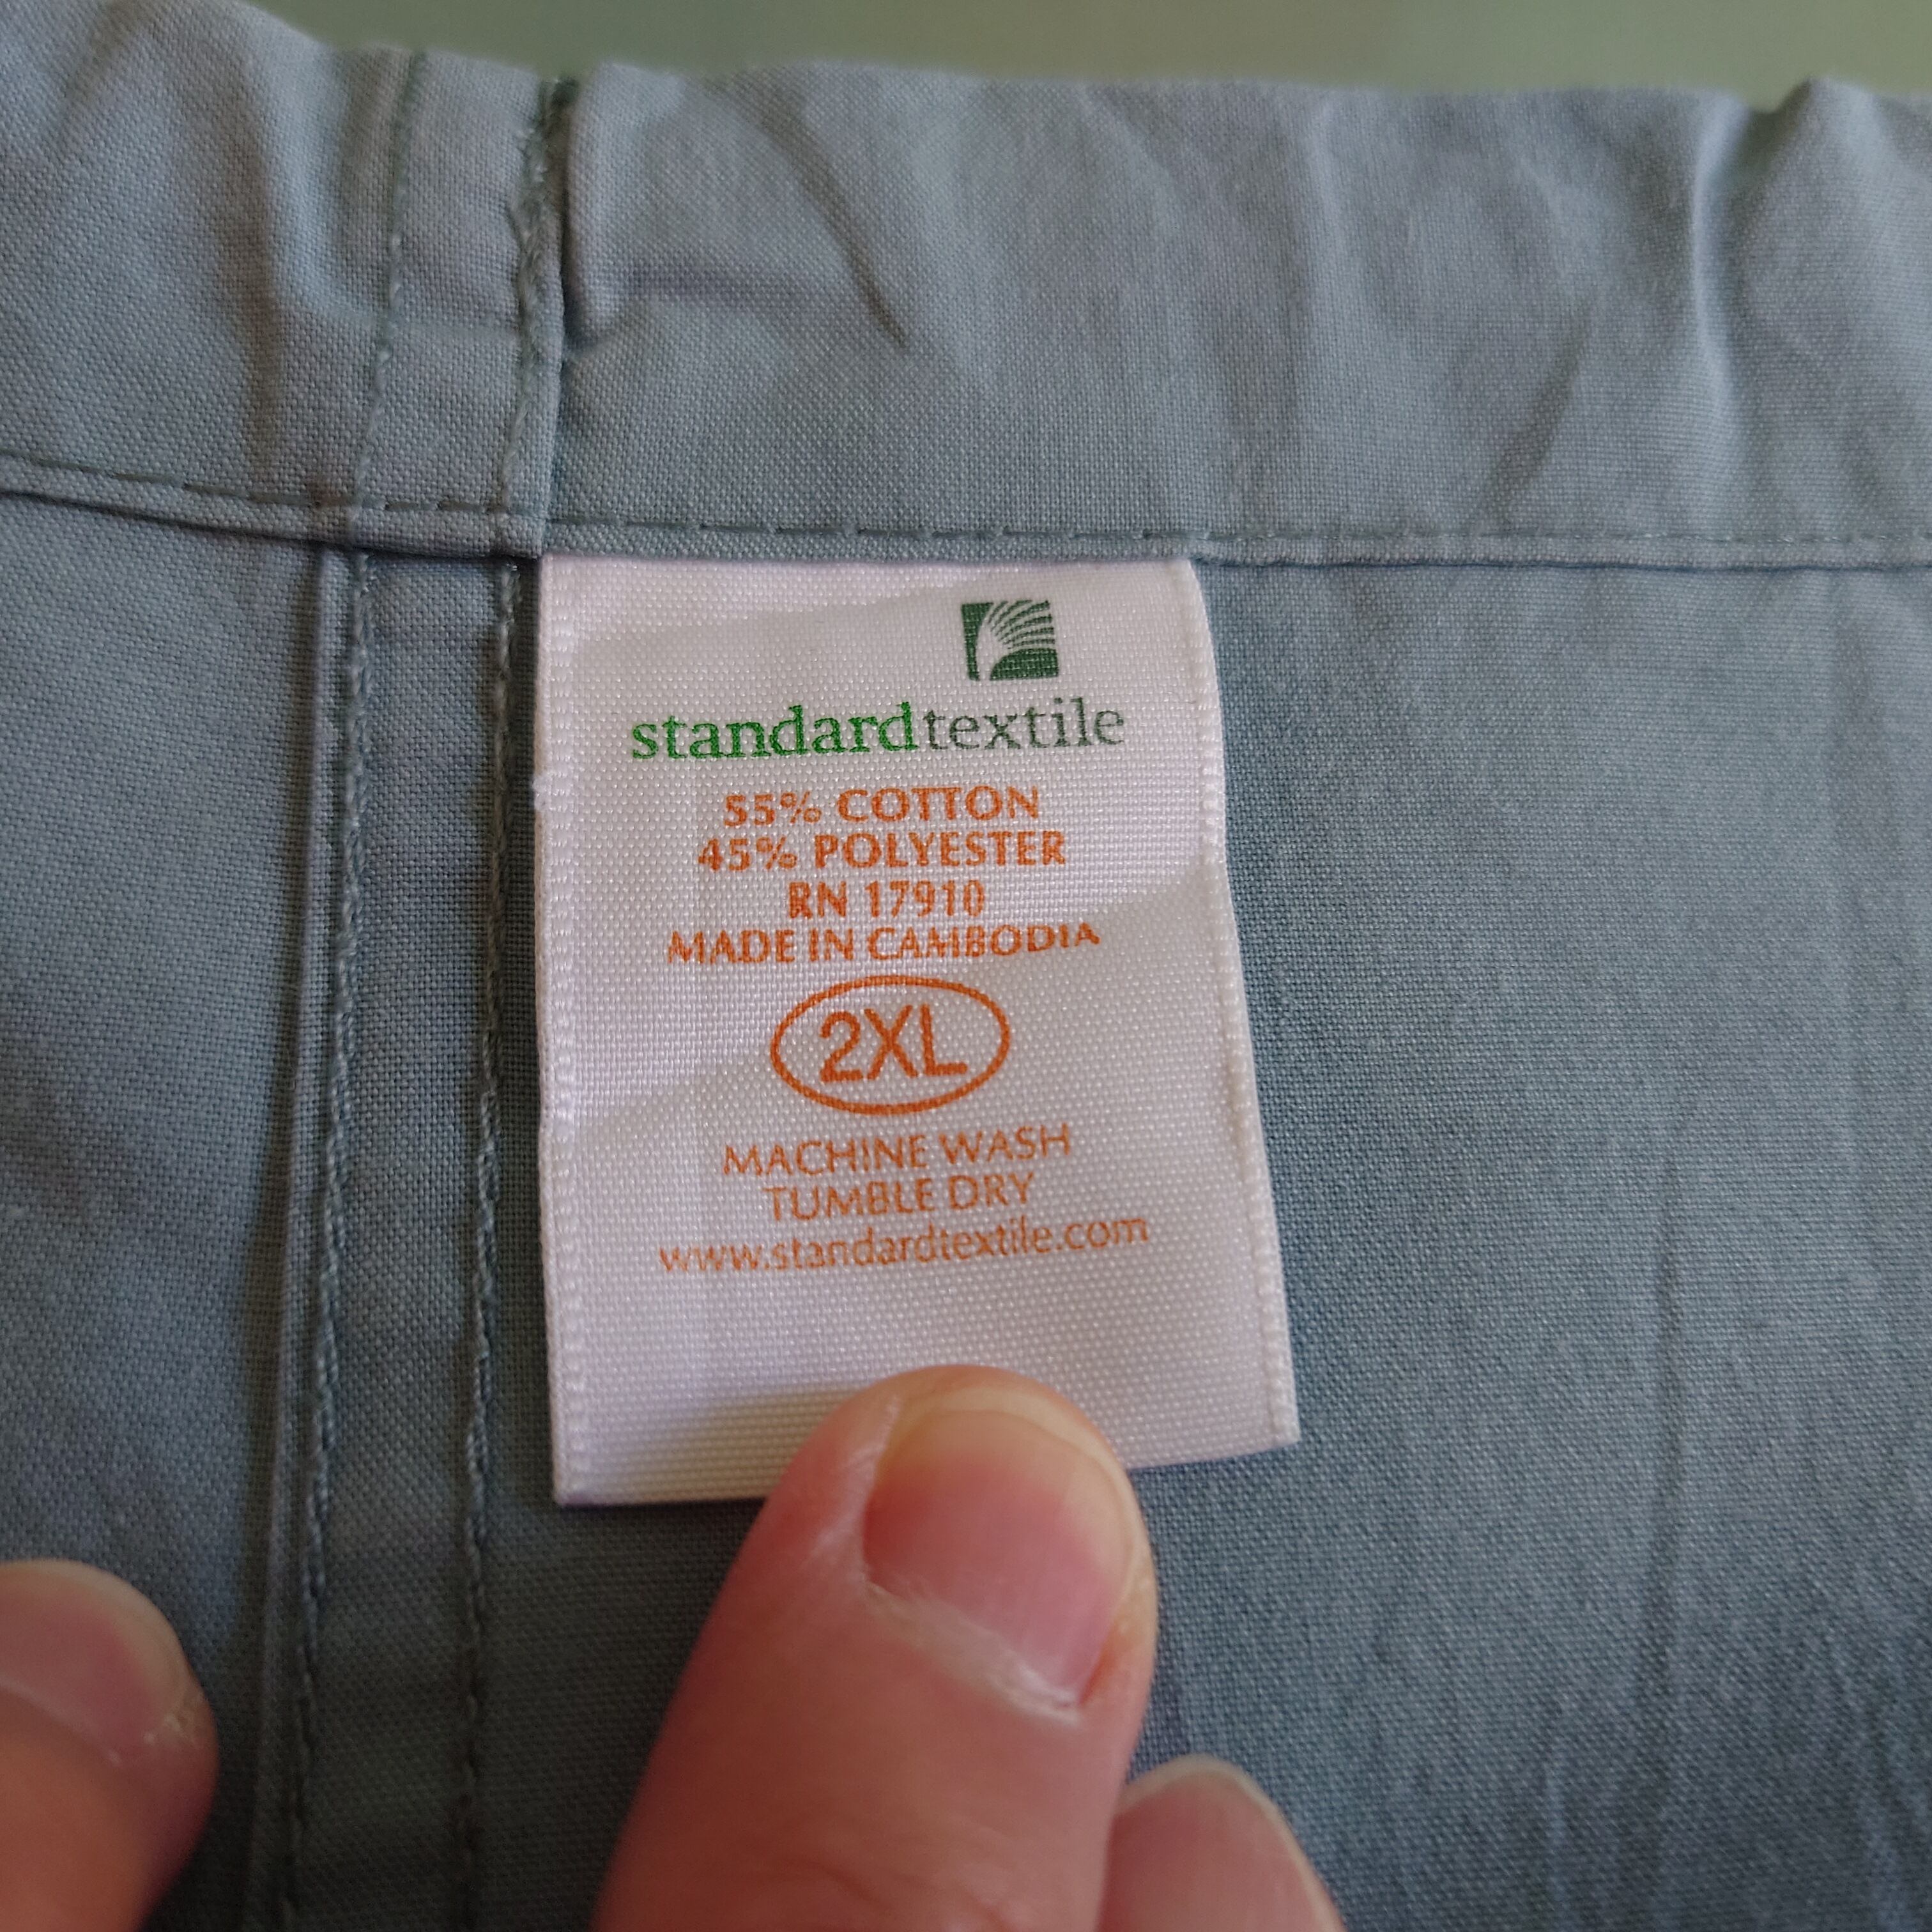 standardtextile
55% COTTON
45% POLYESTER
RN 17910
MADE IN CAMBODIA
2XL
MACHINE WASH
TUMBLE DRY
www.standardtextile.com